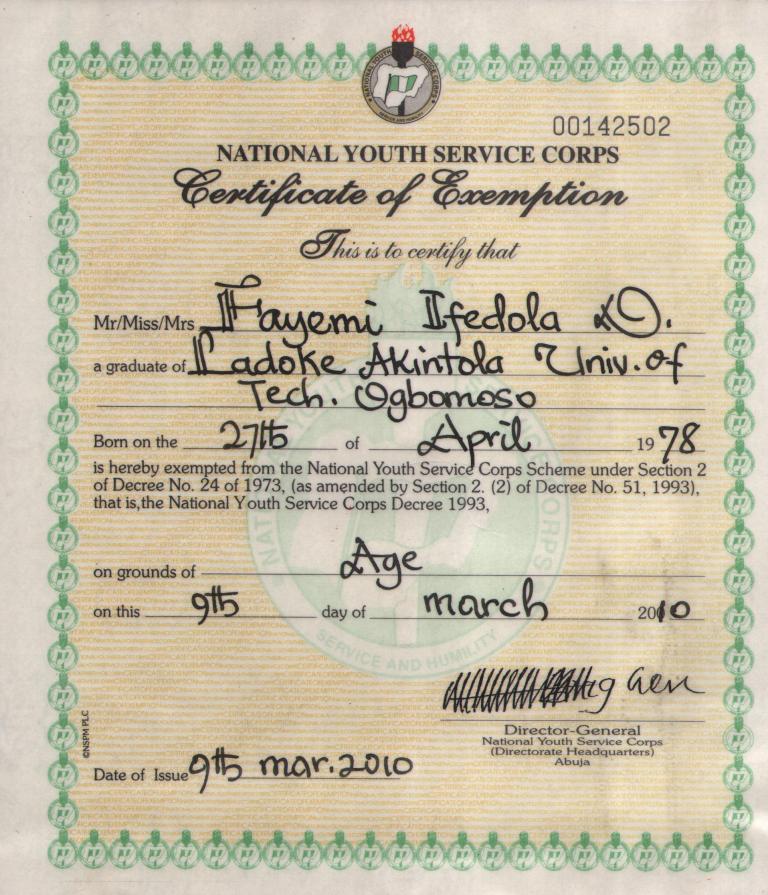 00142502
NATIONAL YOUTH SERVICE CORPS
Certificate of Exemption
This is to certify that
Mr/Miss/Mrs Fayemi Ifedola O.
a graduate of Ladoke Akintola Univ. of
Tech. Ogbomoso
Born on the 27th of April 1978
is hereby exempted from the National Youth Service Corps Scheme under Section 2
of Decree No. 24 of 1973, (as amended by Section 2. (2) of Decree No. 51, 1993),
that is,the National Youth Service Corps Decree 1993,
on grounds of Age
on this 9th day of march 2010
SERVICE AND HUMILITY
Director-General
National Youth Service Corps
(Directorate Headquarters)
Abuja
©NSPM PLC
Date of Issue 9th mar. 2010